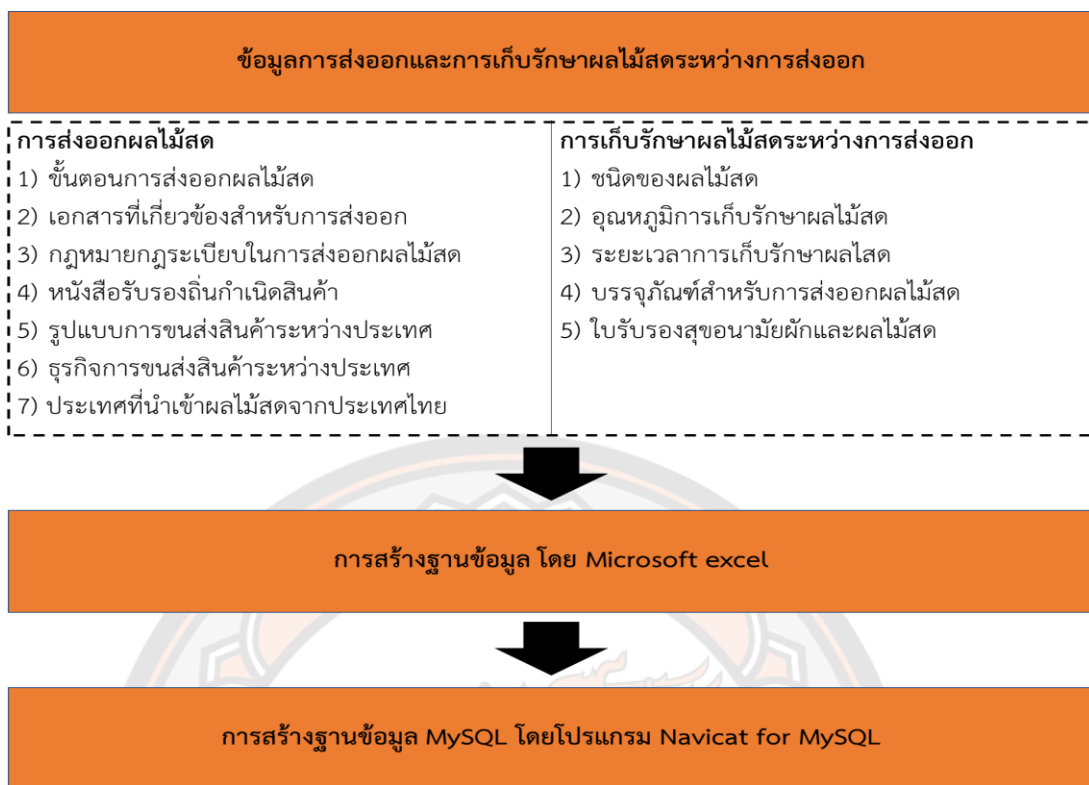 ข้อมูลการส่งออกและการเก็บรักษาผลไม้สดระหว่างการส่งออก
การส่งออกผลไม้สด
1) ขั้นตอนการส่งออกผลไม้สด
2) เอกสารที่เกี่ยวข้องสำหรับการส่งออก
3) กฎหมายกฎระเบียบในการส่งออกผลไม้สด
4) หนังสือรับรองถิ่นกำเนิดสินค้า
5) รูปแบบการขนส่งสินค้าระหว่างประเทศ
6) ธุรกิจการขนส่งสินค้าระหว่างประเทศ
7) ประเทศที่นำเข้าผลไม้สดจากประเทศไทย
การเก็บรักษาผลไม้สดระหว่างการส่งออก
1) ชนิดของผลไม้สด
2) อุณหภูมิการเก็บรักษาผลไม้สด
3) ระยะเวลาการเก็บรักษาผลไสด
4) บรรจุภัณฑ์สำหรับการส่งออกผลไม้สด
5) ใบรับรองสุขอนามัยผักและผลไม้สด
การสร้างฐานข้อมูล โดย Microsoft excel
การสร้างฐานข้อมูล MySQL โดยโปรแกรม Navicat for MySQL